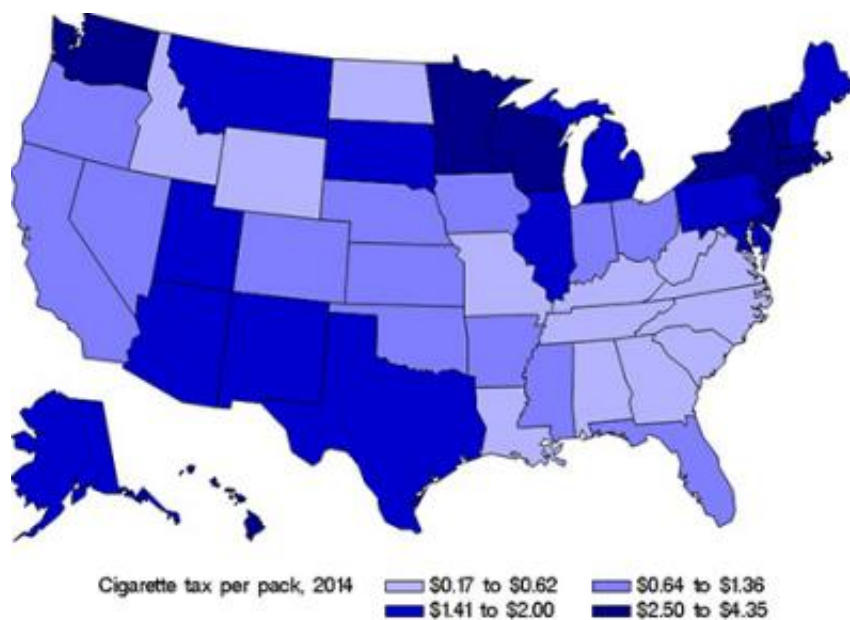 Cigarette tax per pack, 2014 $0.17 to $0.62 $0.64 to $1.36
$1.41 to $2.00 $2.50 to $4.35